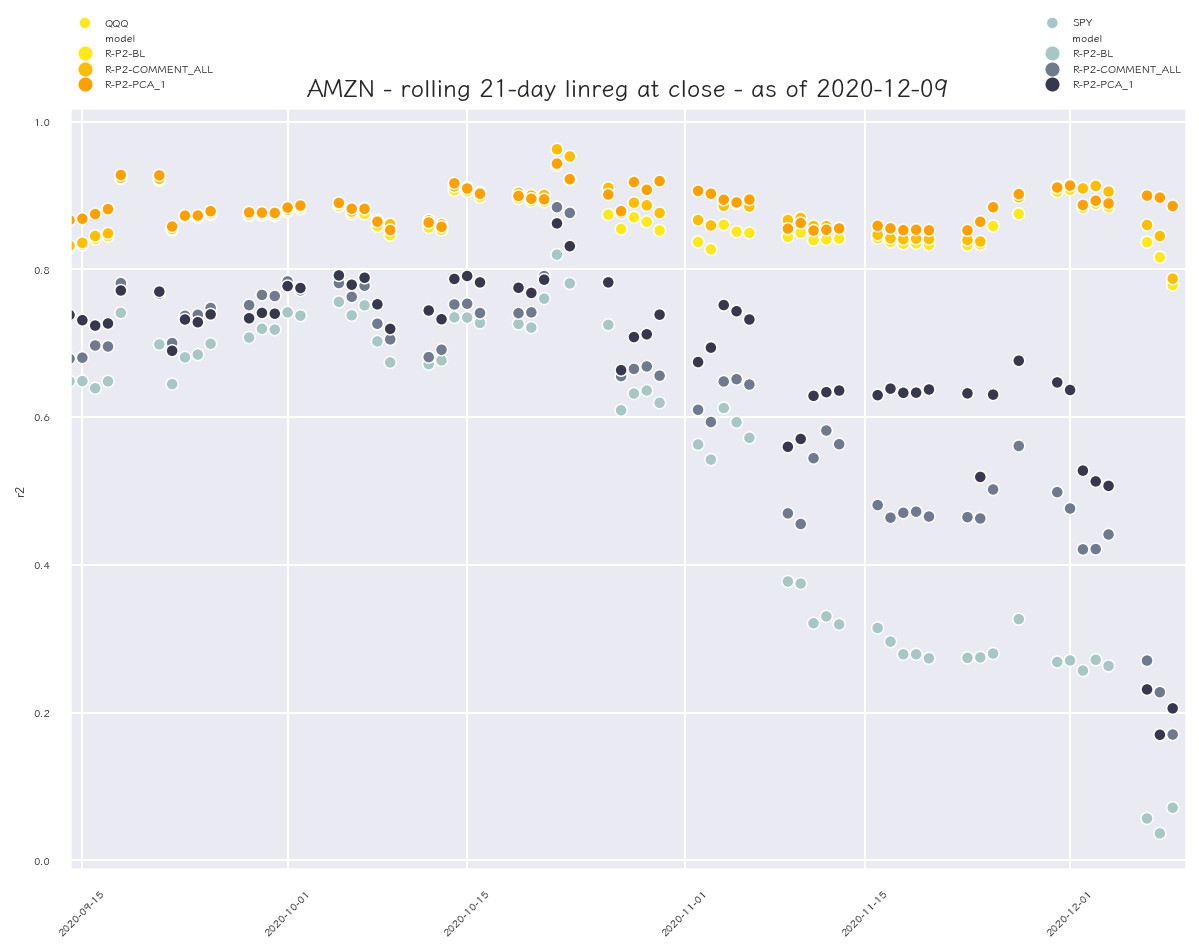 QQQ
model
R-P2-BL
R-P2-COMMENT_ALL
R-P2-PCA_1
SPY
model
R-P2-BL
R-P2-COMMENT_ALL
R-P2-PCA_1
AMZN - rolling 21-day linreg at close - as of 2020-12-09
1.0
0.8
0.6
r2
0.4
0.2
0.0
2020-09-15
2020-10-01
2020-10-15
2020-11-01
2020-11-15
2020-12-01